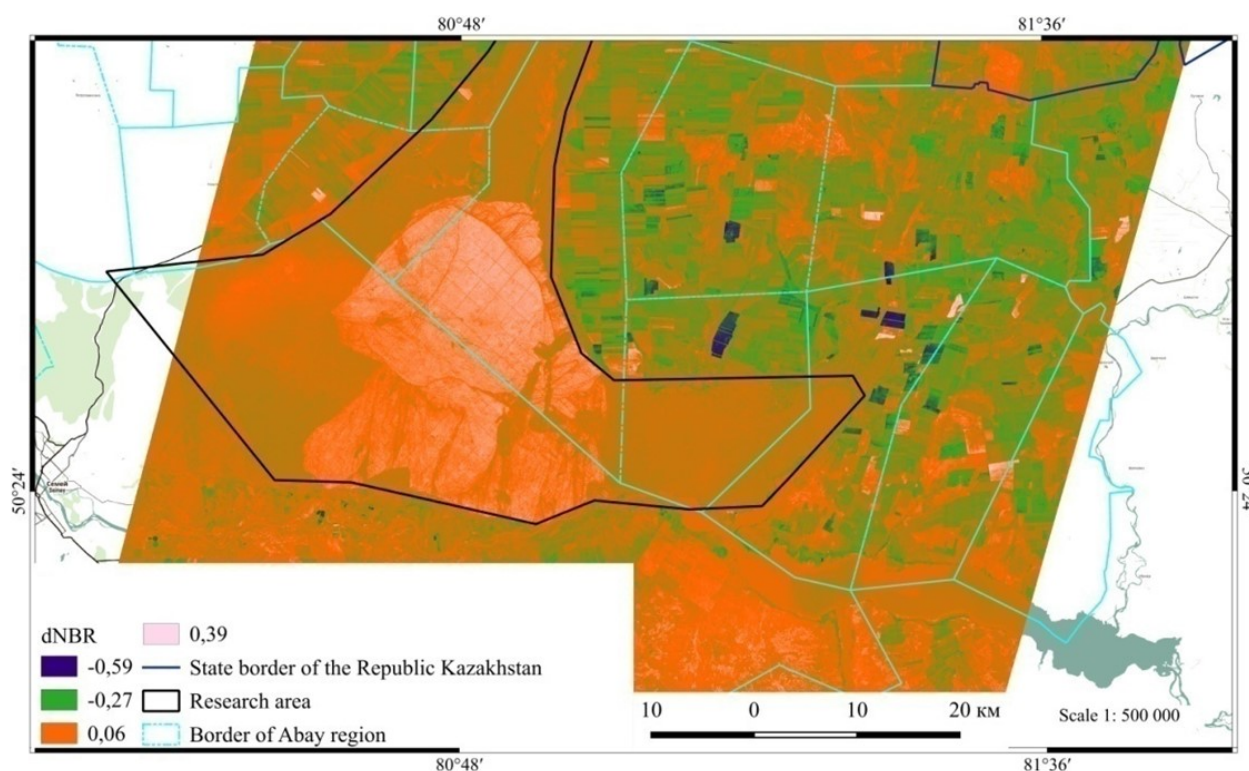 80°48′ 81°36′
50°24′ 50°24′
dNBR 0,39
-0,59 State border of the Republic Kazakhstan
-0,27 Research area
0,06 Border of Abay region
10 0 10 20 км Scale 1: 500 000
80°48′ 81°36′